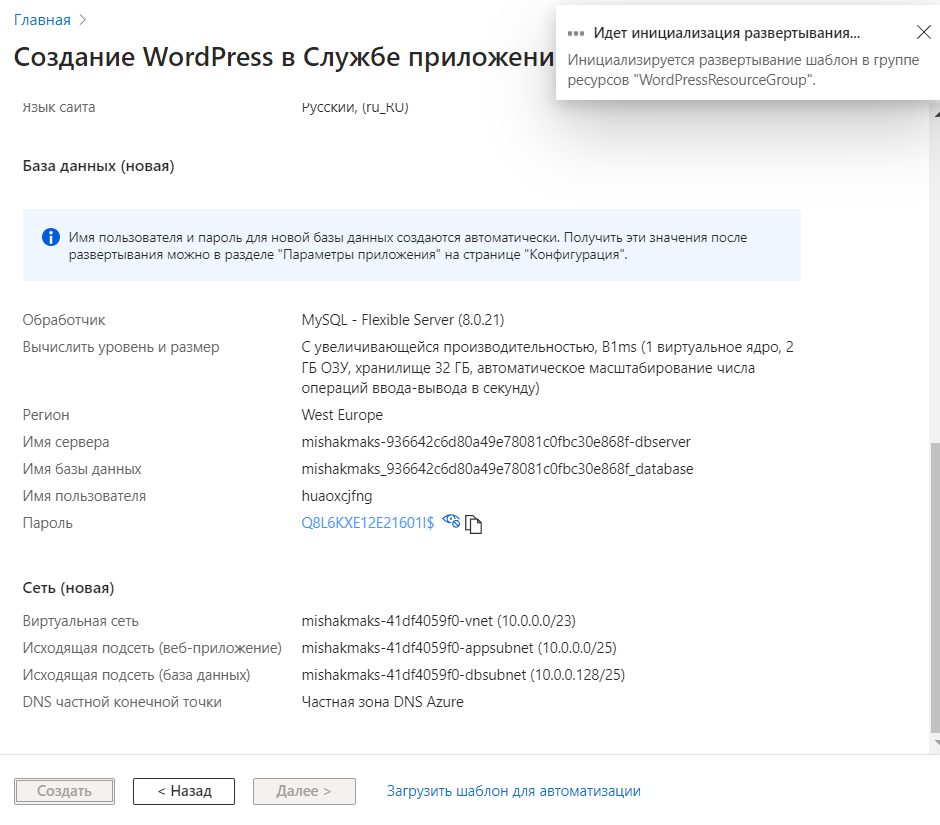 Главная >
Создание WordPress в Службе приложени
Идет инициализация развертывания...
Инициализируется развертывание шаблон в группе
ресурсов "WordPressResourceGroup".
Язык сайта Русский, (ru_RU)
База данных (новая)
Имя пользователя и пароль для новой базы данных создаются автоматически. Получить эти значения после
развертывания можно в разделе "Параметры приложения" на странице "Конфигурация".
Обработчик MySQL - Flexible Server (8.0.21)
Вычислить уровень и размер С увеличивающейся производительностью, B1ms (1 виртуальное ядро, 2
ГБ ОЗУ, хранилище 32 ГБ, автоматическое масштабирование числа
операций ввода-вывода в секунду)
Регион West Europe
Имя сервера mishakmaks-936642c6d80a49e78081c0fbc30e868f-dbserver
Имя базы данных mishakmaks_936642c6d80a49e78081c0fbc30e868f_database
Имя пользователя huaoxcjfng
Пароль Q8L6KXE12E21601I$
Сеть (новая)
Виртуальная сеть mishakmaks-41df4059f0-vnet (10.0.0.0/23)
Исходящая подсеть (веб-приложение) mishakmaks-41df4059f0-appsubnet (10.0.0.0/25)
Исходящая подсеть (база данных) mishakmaks-41df4059f0-dbsubnet (10.0.0.128/25)
DNS частной конечной точки Частная зона DNS Azure
Создать < Назад Далее > Загрузить шаблон для автоматизации